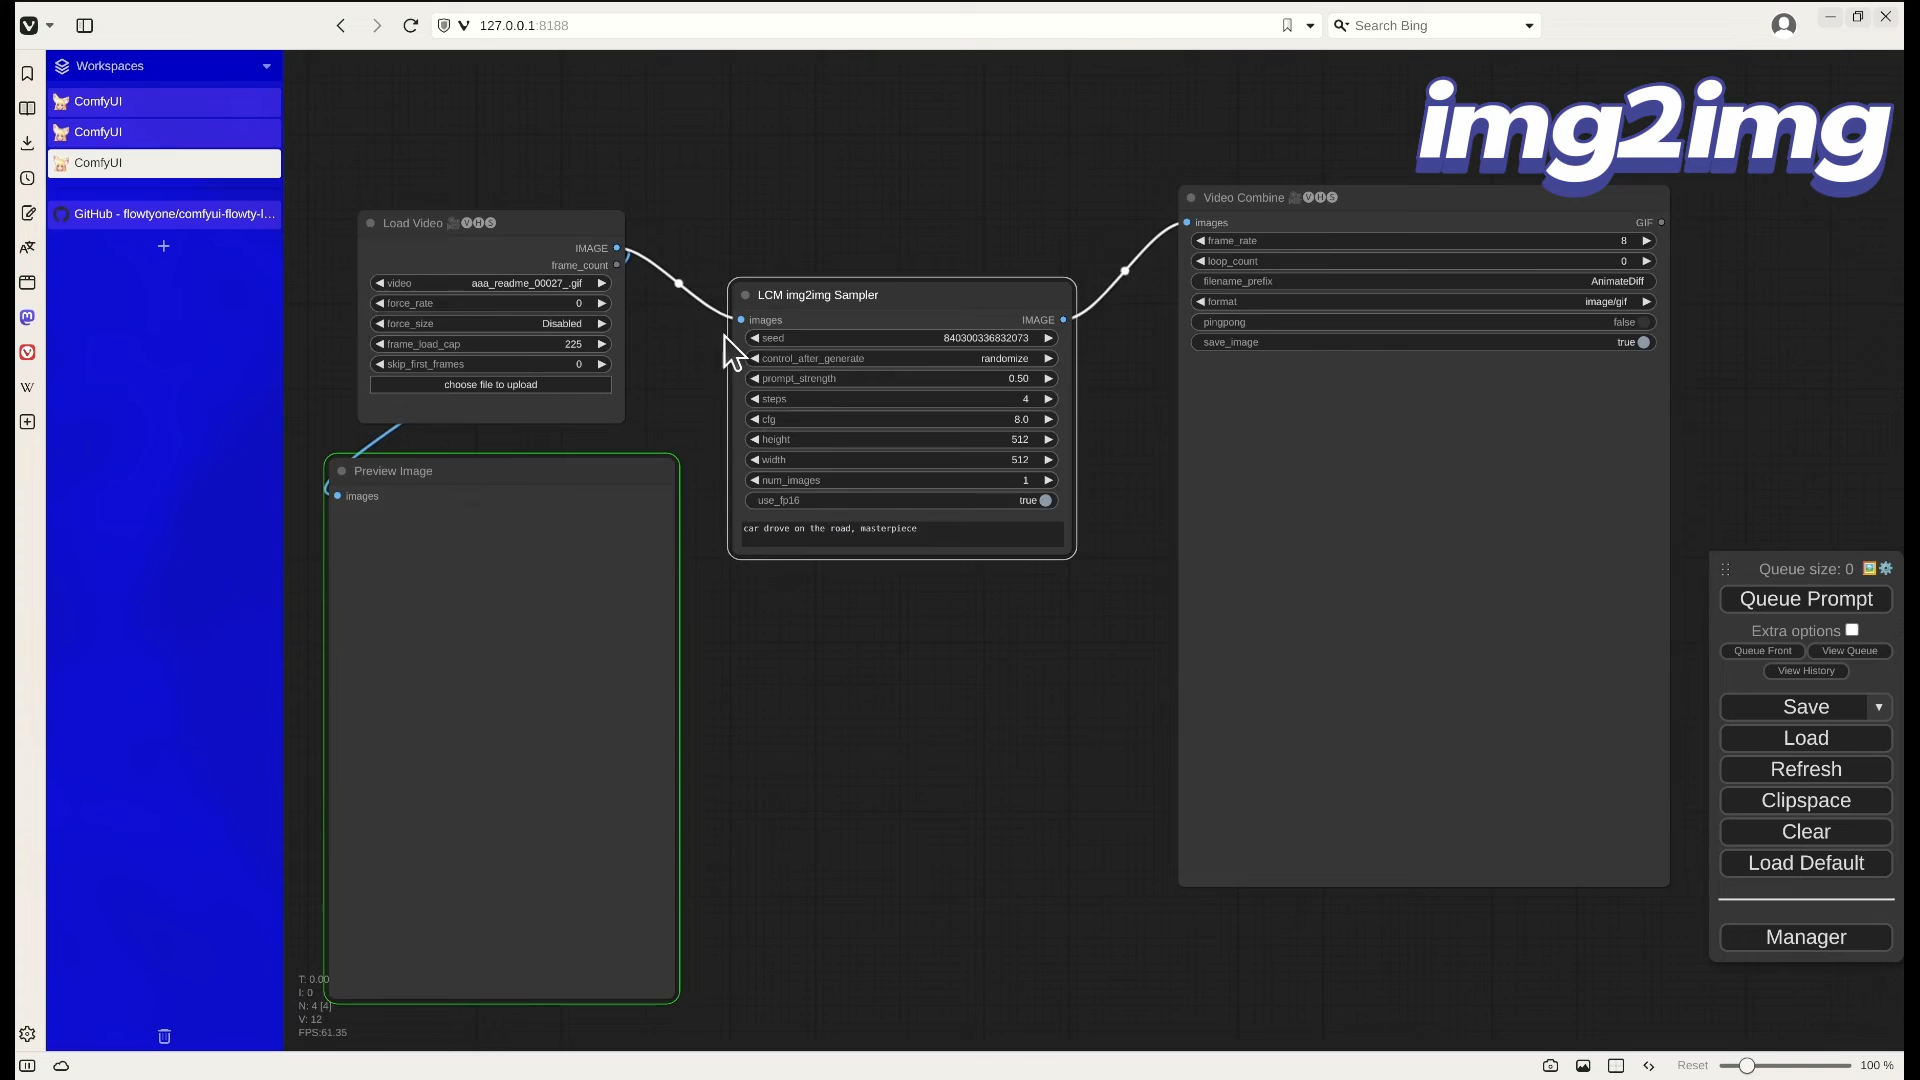 127.0.0.1:8188
Search Bing
Workspaces
ComfyUI
ComfyUI
ComfyUI
GitHub - flowtyone/comfyui-flowty-l...
img2img
Load Video VHS
IMAGE
frame_count
video aaa_readme_00027_.gif
force_rate 0
force_size Disabled
frame_load_cap 225
skip_first_frames 0
choose file to upload
Preview Image
images
LCM img2img Sampler
images IMAGE
seed 840300336832073
control_after_generate randomize
prompt_strength 0.50
steps 4
cfg 8.0
height 512
width 512
num_images 1
use_fp16 true
car drove on the road, masterpiece
Video Combine VHS
images GIF
frame_rate 8
loop_count 0
filename_prefix AnimateDiff
format image/gif
pingpong false
save_image true
Queue size: 0
Queue Prompt
Extra options
Queue Front View Queue
View History
Save
Load
Refresh
Clipspace
Clear
Load Default
Manager
T: 0.00
I: 0
N: 4 [4]
V: 12
FPS:61.35
Reset 100 %